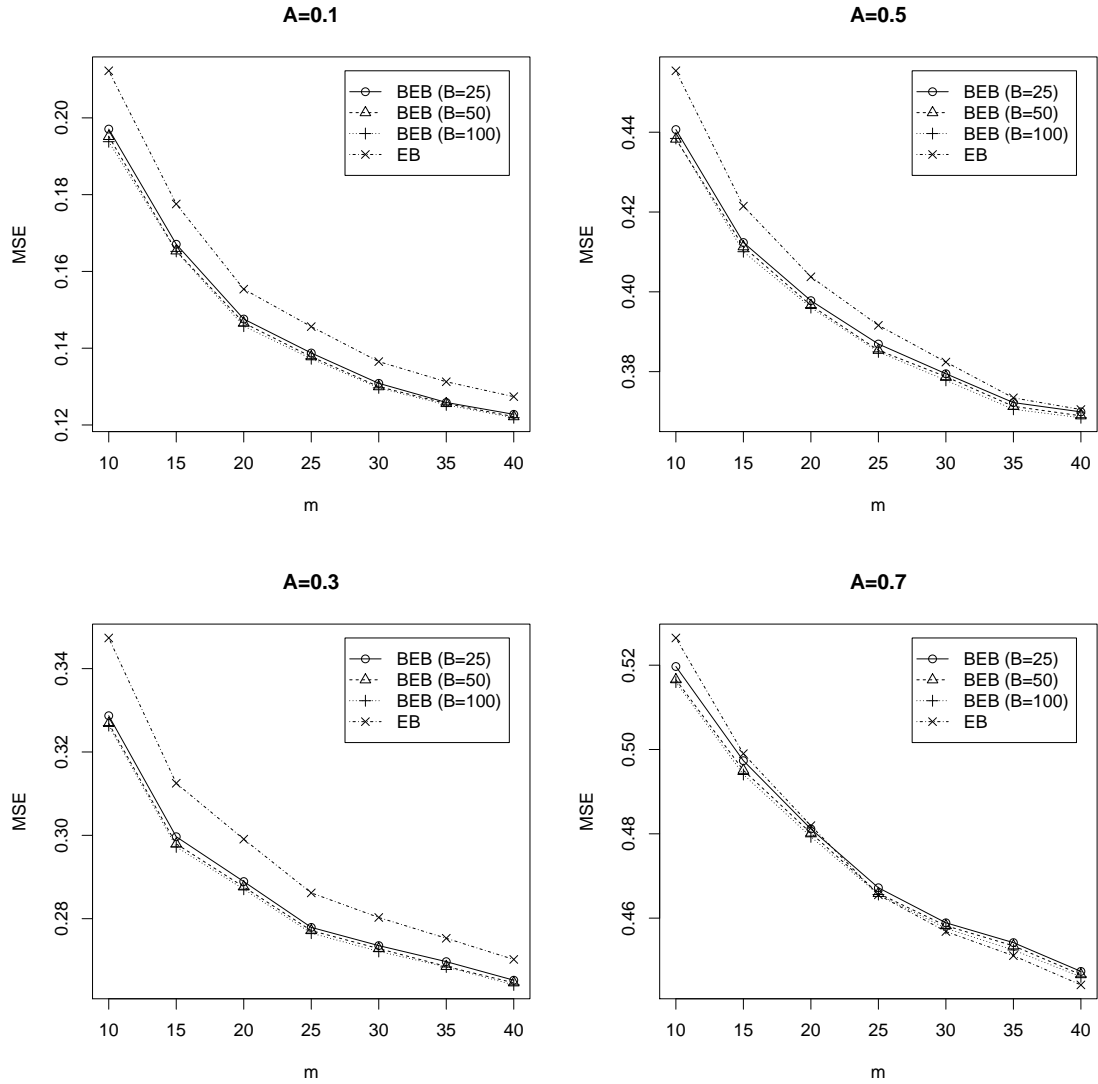 A=0.1
MSE
0.12 0.14 0.16 0.18 0.20
BEB (B=25)
BEB (B=50)
BEB (B=100)
EB
10 15 20 25 30 35 40
m
A=0.5
MSE
0.38 0.40 0.42 0.44
BEB (B=25)
BEB (B=50)
BEB (B=100)
EB
10 15 20 25 30 35 40
m
A=0.3
MSE
0.28 0.30 0.32 0.34
BEB (B=25)
BEB (B=50)
BEB (B=100)
EB
10 15 20 25 30 35 40
m
A=0.7
MSE
0.46 0.48 0.50 0.52
BEB (B=25)
BEB (B=50)
BEB (B=100)
EB
10 15 20 25 30 35 40
m